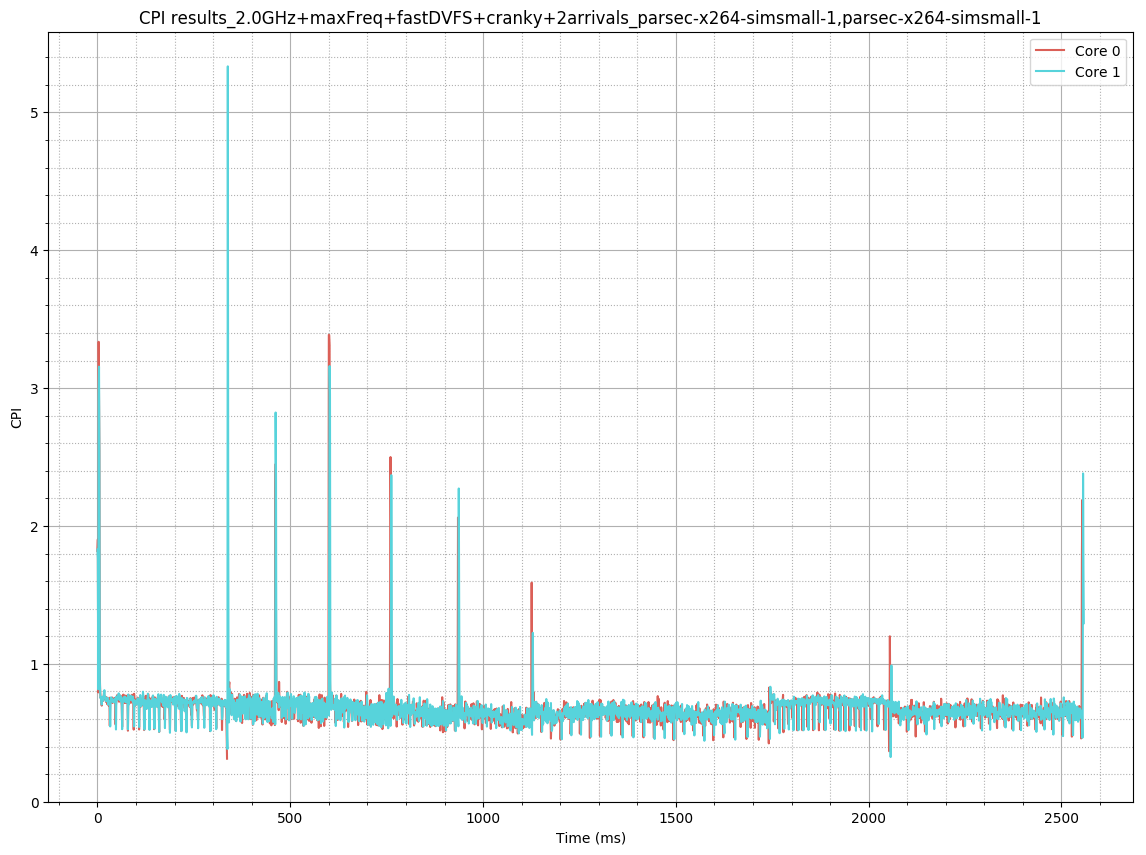 CPI results_2.0GHz+maxFreq+fastDVFS+cranky+2arrivals_parsec-x264-simsmall-1,parsec-x264-simsmall-1
Core 0
Core 1
5
4
3
2
1
0
CPI
0 500 1000 1500 2000 2500
Time (ms)